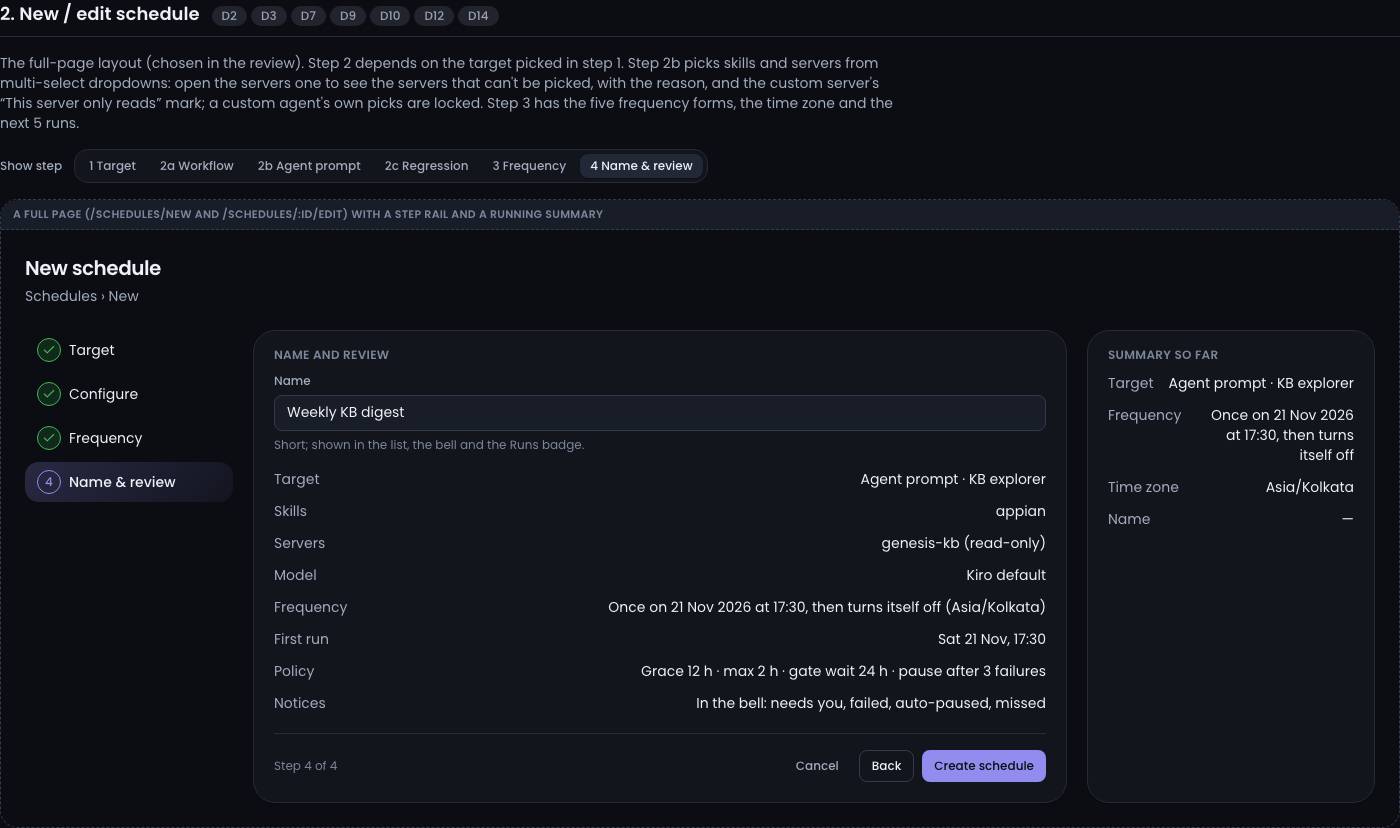 2. New / edit schedule D2 D3 D7 D9 D10 D12 D14
The full-page layout (chosen in the review). Step 2 depends on the target picked in step 1. Step 2b picks skills and servers from
multi-select dropdowns: open the servers one to see the servers that can't be picked, with the reason, and the custom server's
“This server only reads” mark; a custom agent's own picks are locked. Step 3 has the five frequency forms, the time zone and the
next 5 runs.
Show step 1 Target 2a Workflow 2b Agent prompt 2c Regression 3 Frequency 4 Name & review
A FULL PAGE (/SCHEDULES/NEW AND /SCHEDULES/:ID/EDIT) WITH A STEP RAIL AND A RUNNING SUMMARY
New schedule
Schedules › New
Target
Configure
Frequency
4 Name & review
NAME AND REVIEW
Name
Weekly KB digest
Short; shown in the list, the bell and the Runs badge.
Target Agent prompt · KB explorer
Skills appian
Servers genesis-kb (read-only)
Model Kiro default
Frequency Once on 21 Nov 2026 at 17:30, then turns itself off (Asia/Kolkata)
First run Sat 21 Nov, 17:30
Policy Grace 12 h · max 2 h · gate wait 24 h · pause after 3 failures
Notices In the bell: needs you, failed, auto-paused, missed
Step 4 of 4 Cancel Back Create schedule
SUMMARY SO FAR
Target Agent prompt · KB explorer
Frequency Once on 21 Nov 2026
at 17:30, then turns
itself off
Time zone Asia/Kolkata
Name —